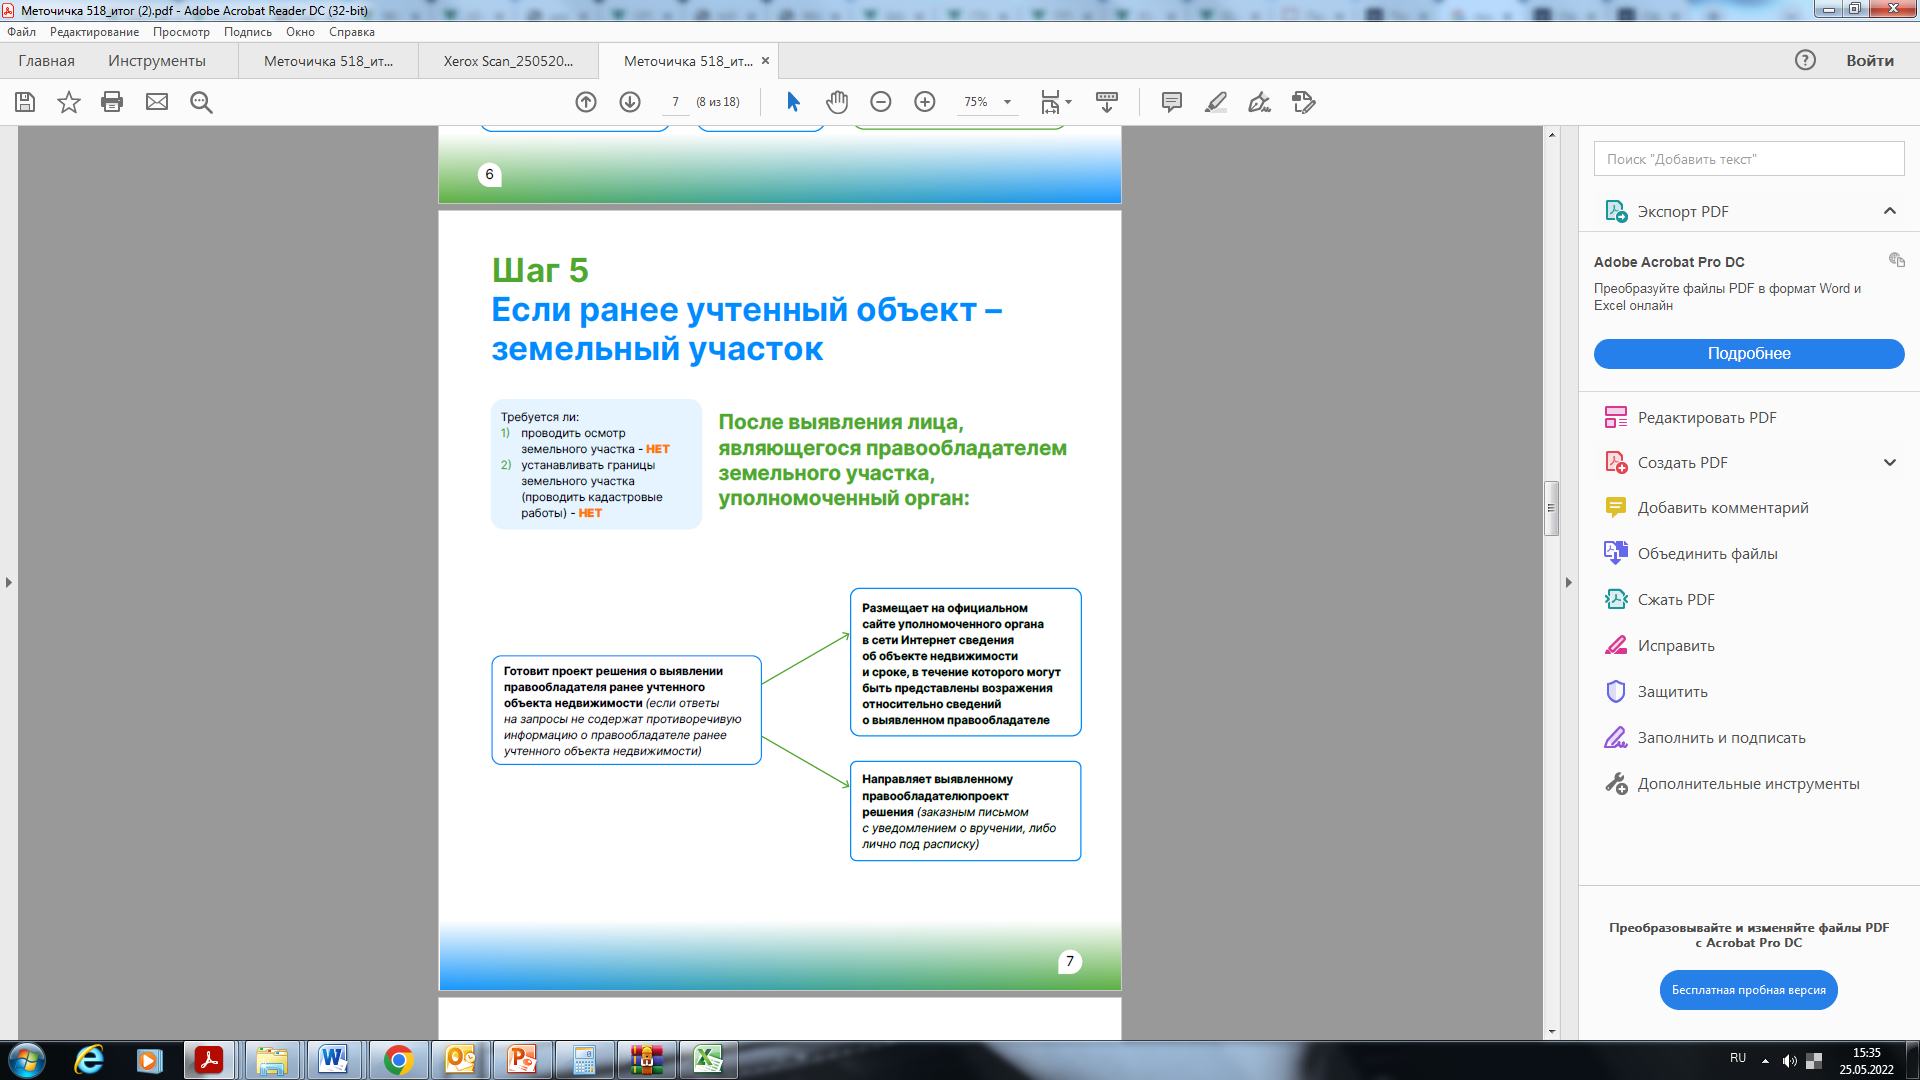 Меточичка 518_итог (2).pdf - Adobe Acrobat Reader DC (32-bit)
Файл Редактирование Просмотр Подпись Окно Справка
Главная Инструменты Меточичка 518_ит... Xerox Scan_250520... Меточичка 518_ит... × Войти
7 (8 из 18) 75%
6
Шаг 5
Если ранее учтенный объект –
земельный участок
Требуется ли:
1) проводить осмотр
земельного участка - НЕТ
2) устанавливать границы
земельного участка
(проводить кадастровые
работы) - НЕТ
После выявления лица,
являющегося правообладателем
земельного участка,
уполномоченный орган:
Готовит проект решения о выявлении
правообладателя ранее учтенного
объекта недвижимости (если ответы
на запросы не содержат противоречивую
информацию о правообладателе ранее
учтенного объекта недвижимости)
Размещает на официальном
сайте уполномоченного органа
в сети Интернет сведения
об объекте недвижимости
и сроке, в течение которого могут
быть представлены возражения
относительно сведений
о выявленном правообладателе
Направляет выявленному
правообладателюпроект
решения (заказным письмом
с уведомлением о вручении, либо
лично под расписку)
7
Поиск "Добавить текст"
Экспорт PDF
Adobe Acrobat Pro DC
Преобразуйте файлы PDF в формат Word и
Excel онлайн
Подробнее
Редактировать PDF
Создать PDF
Добавить комментарий
Объединить файлы
Сжать PDF
Исправить
Защитить
Заполнить и подписать
Дополнительные инструменты
Преобразовывайте и изменяйте файлы PDF
с Acrobat Pro DC
Бесплатная пробная версия
RU
15:35
25.05.2022